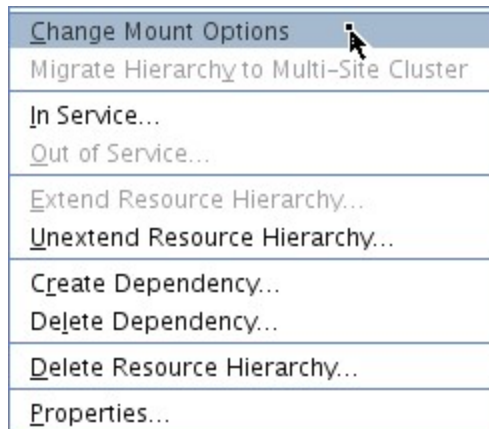 Change Mount Options
Migrate Hierarchy to Multi-Site Cluster
In Service...
Out of Service...
Extend Resource Hierarchy...
Unextend Resource Hierarchy...
Create Dependency...
Delete Dependency...
Delete Resource Hierarchy...
Properties...